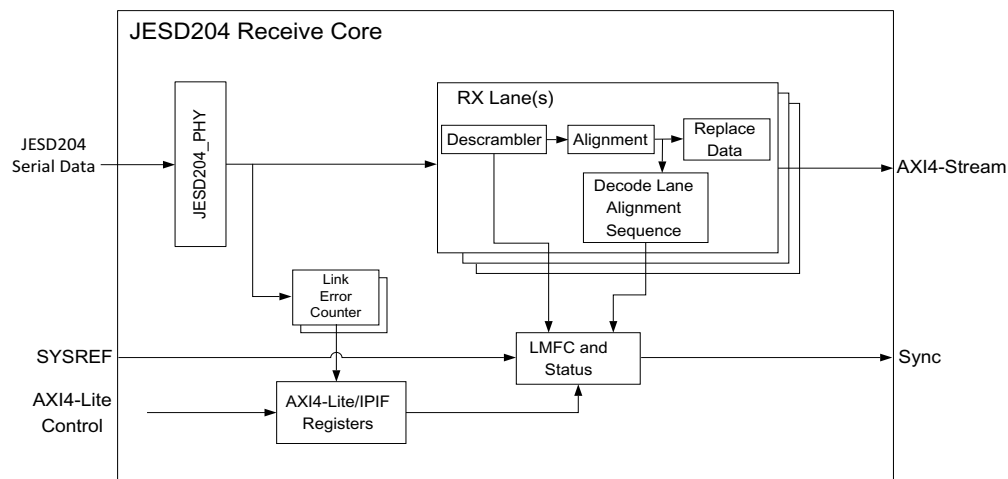 JESD204 Receive Core
RX Lane(s)
JESD204
Serial Data
JESD204_PHY
Descrambler
Alignment
Replace
Data
AXI4-Stream
Decode Lane
Alignment
Sequence
Link
Error
Counter
SYSREF
LMFC and
Status
Sync
AXI4-Lite
Control
AXI4-Lite/IPIF
Registers